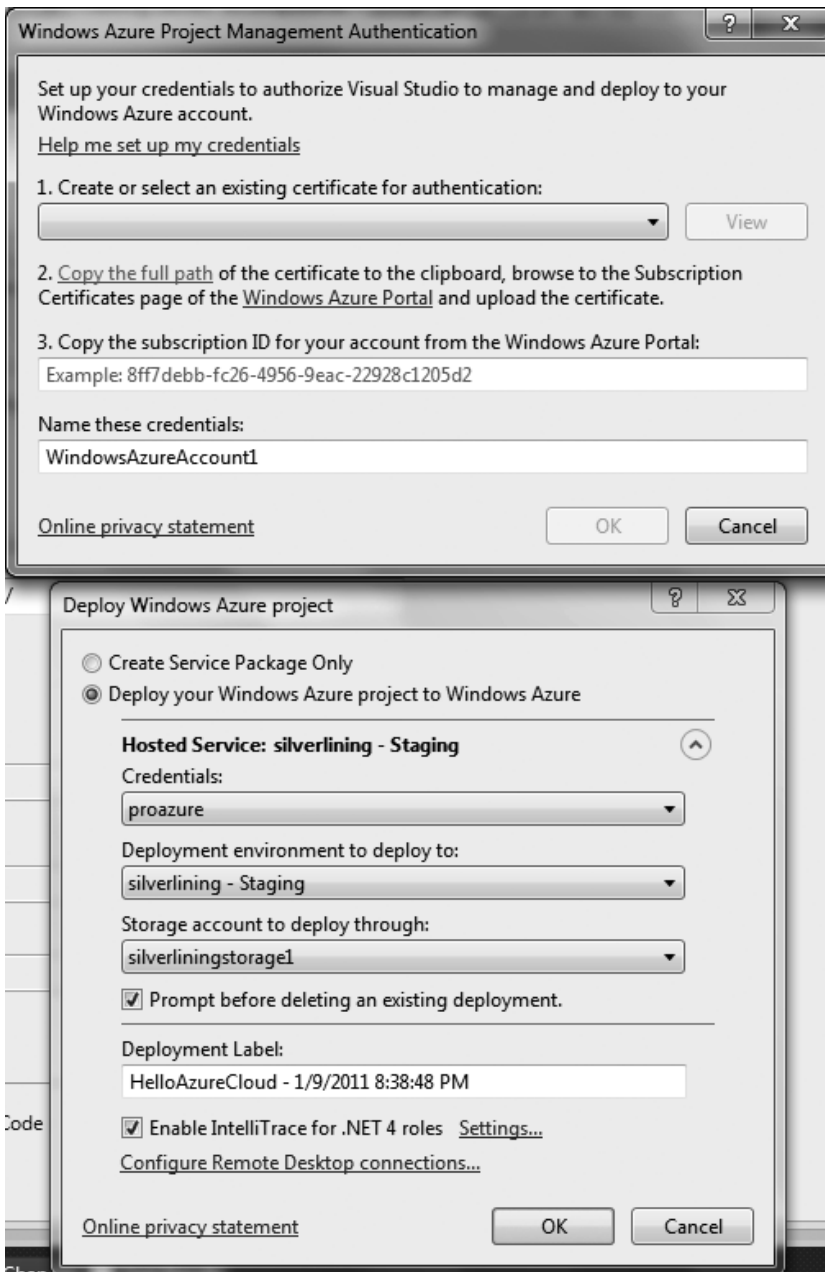 Windows Azure Project Management Authentication
Set up your credentials to authorize Visual Studio to manage and deploy to your
Windows Azure account.
Help me set up my credentials
1. Create or select an existing certificate for authentication:
View
2. Copy the full path of the certificate to the clipboard, browse to the Subscription
Certificates page of the Windows Azure Portal and upload the certificate.
3. Copy the subscription ID for your account from the Windows Azure Portal:
Example: 8ff7debb-fc26-4956-9eac-22928c1205d2
Name these credentials:
WindowsAzureAccount1
Online privacy statement
OK
Cancel
/
Deploy Windows Azure project
Create Service Package Only
Deploy your Windows Azure project to Windows Azure
Hosted Service: silverlining - Staging
Credentials:
proazure
Deployment environment to deploy to:
silverlining - Staging
Storage account to deploy through:
silverliningstorage1
Prompt before deleting an existing deployment.
Deployment Label:
HelloAzureCloud - 1/9/2011 8:38:48 PM
Code
Enable IntelliTrace for .NET 4 roles Settings...
Configure Remote Desktop connections...
Online privacy statement
OK
Cancel